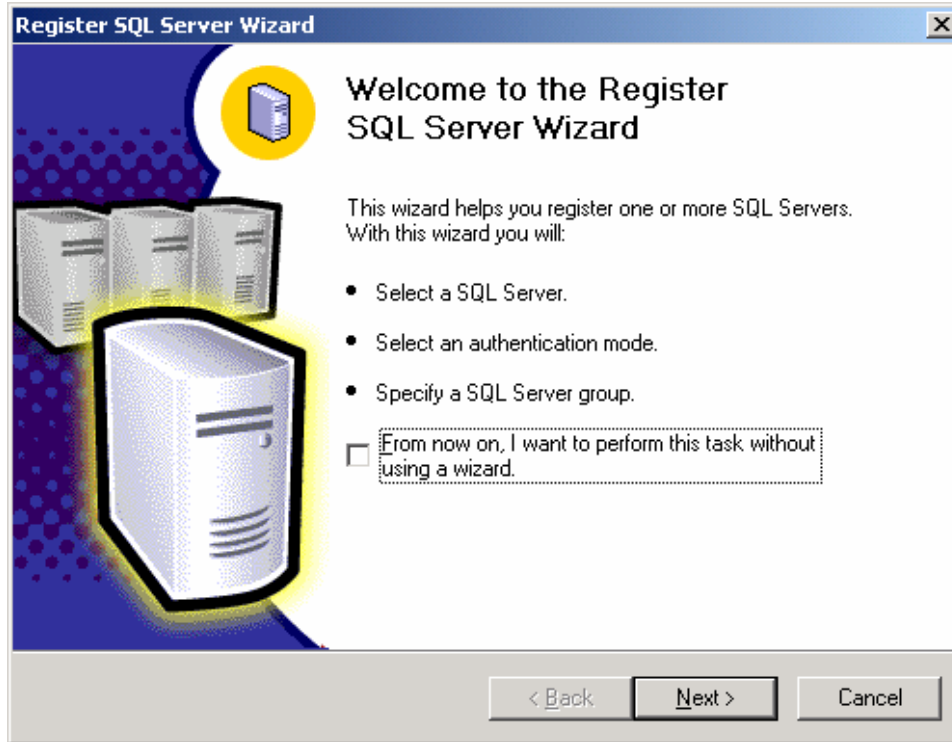 Register SQL Server Wizard
Welcome to the Register
SQL Server Wizard
This wizard helps you register one or more SQL Servers.
With this wizard you will:
• Select a SQL Server.
• Select an authentication mode.
• Specify a SQL Server group.
From now on, I want to perform this task without
using a wizard.
< Back
Next >
Cancel